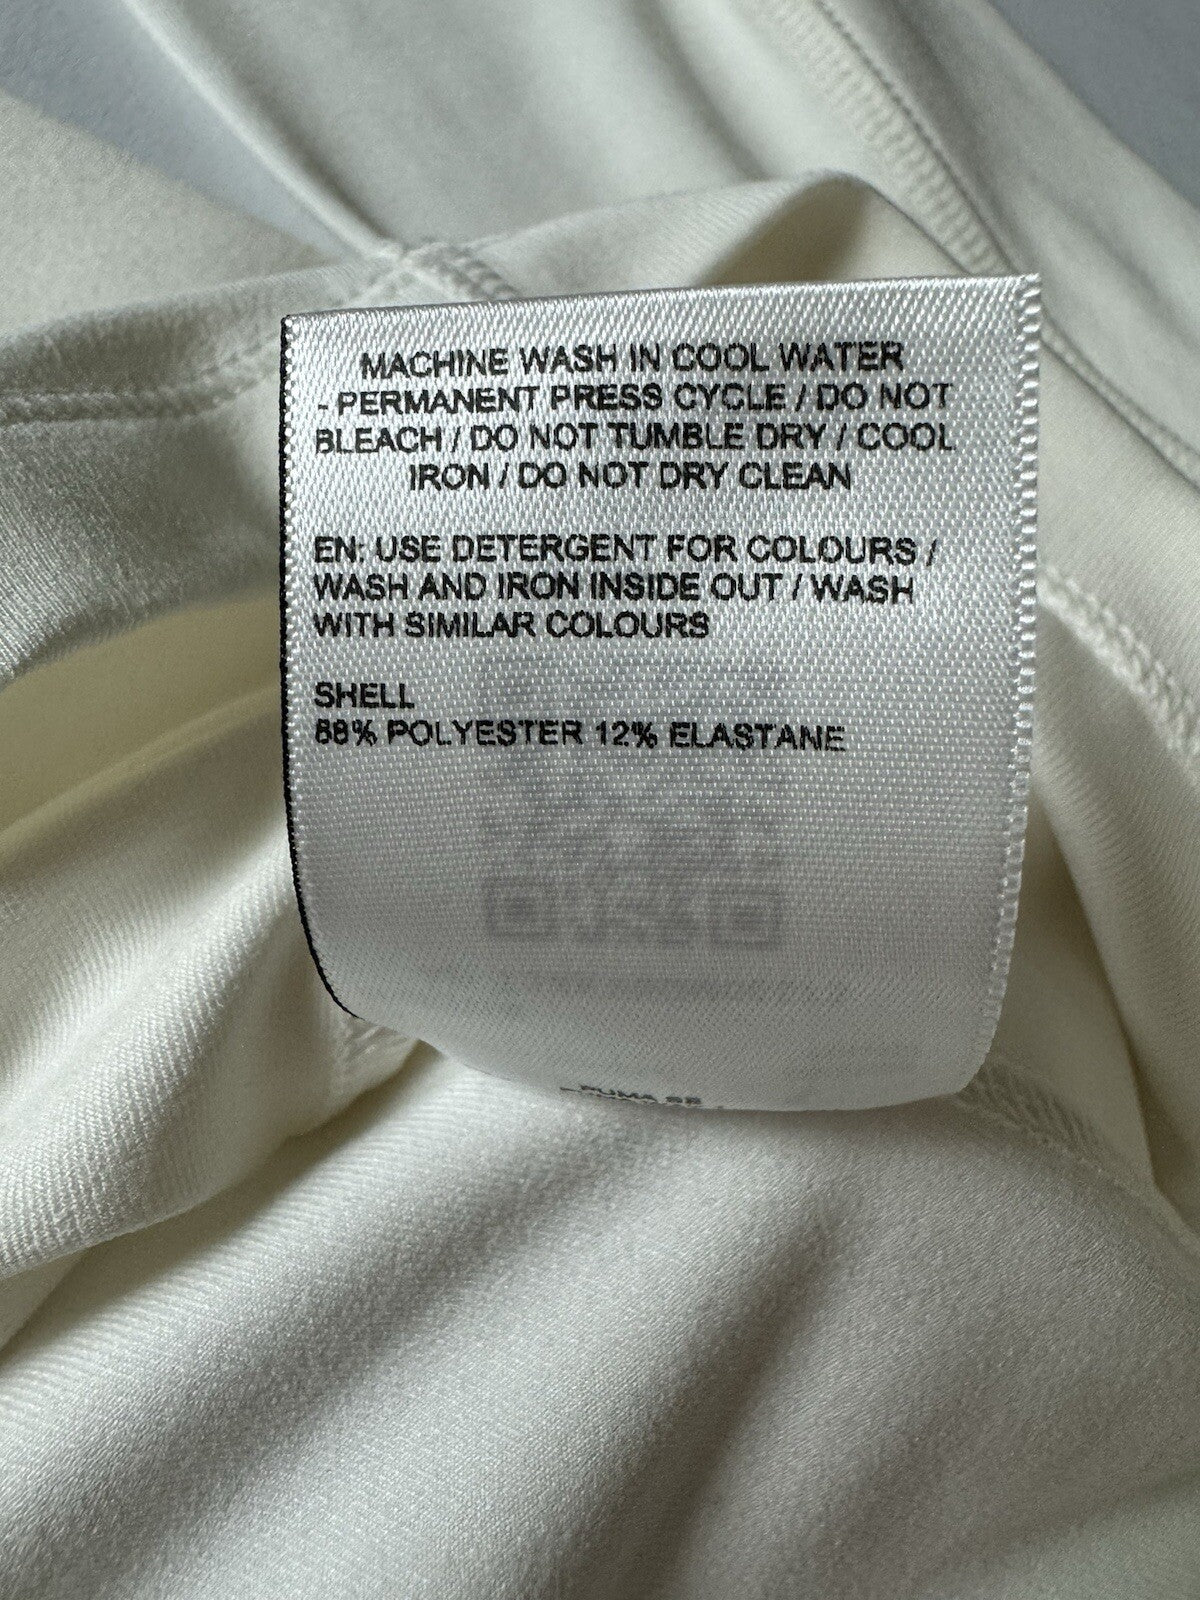 MACHINE WASH IN COOL WATER
- PERMANENT PRESS CYCLE / DO NOT
BLEACH / DO NOT TUMBLE DRY / COOL
IRON / DO NOT DRY CLEAN
EN: USE DETERGENT FOR COLOURS /
WASH AND IRON INSIDE OUT / WASH
WITH SIMILAR COLOURS
SHELL
88% POLYESTER 12% ELASTANE
PUMA SE